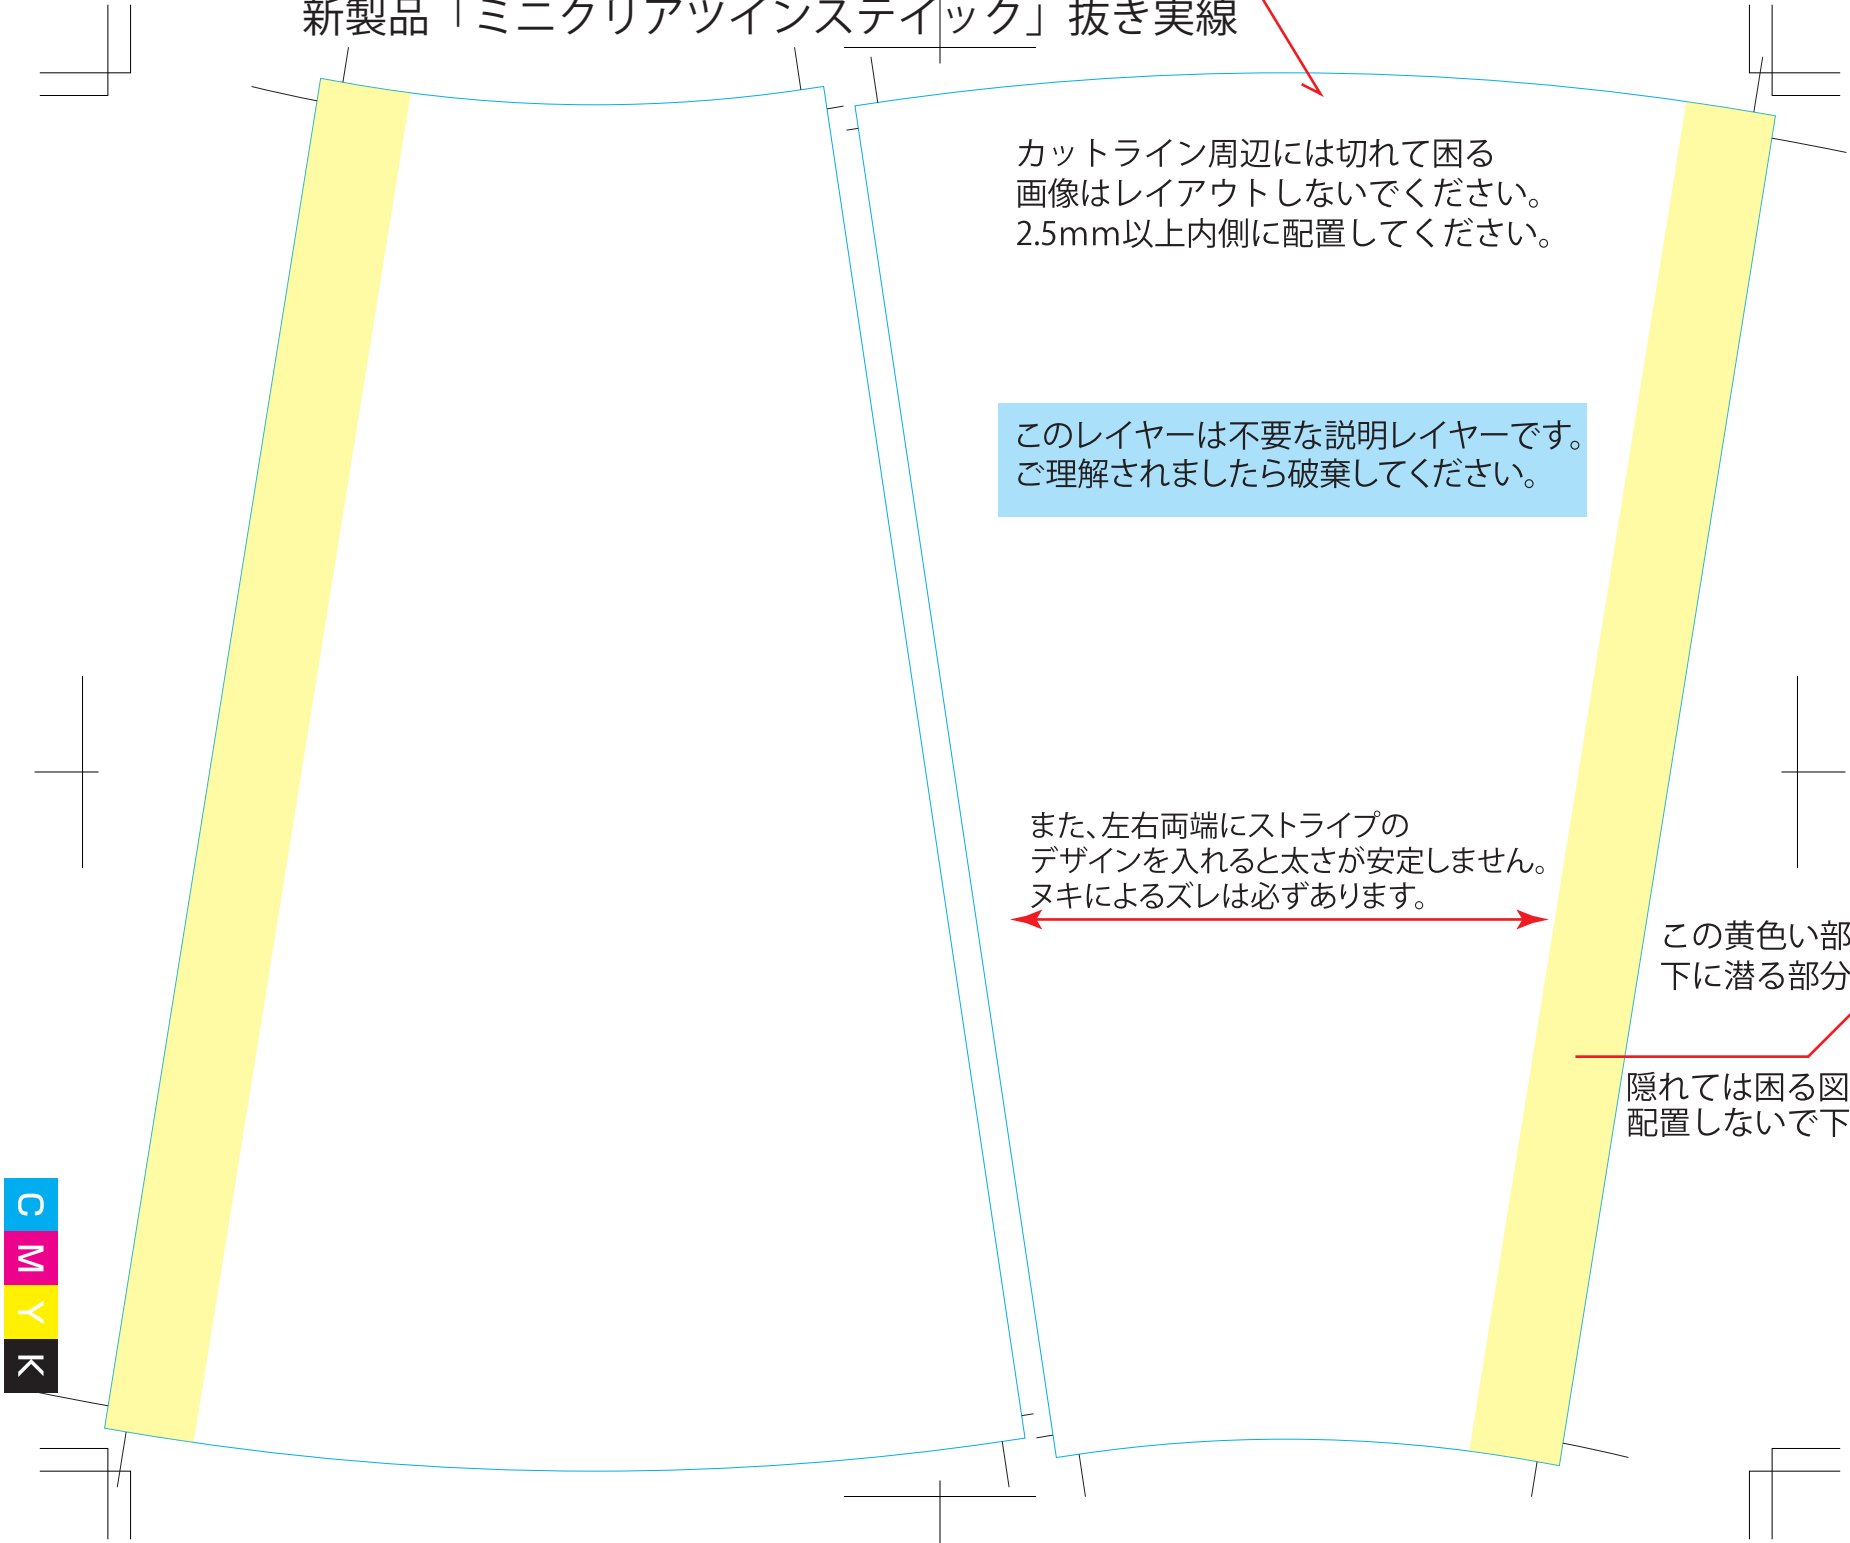 新製品「ミニクリアツインステイック」抜き実線
カットライン周辺には切れて困る
画像はレイアウトしないでください。
2.5mm以上内側に配置してください。
このレイヤーは不要な説明レイヤーです。
ご理解されましたら破棄してください。
また、左右両端にストライプの
デザインを入れると太さが安定しません。
ヌキによるズレは必ずあります。
この黄色い部
下に潜る部分
隠れては困る図
配置しないで下
C
M
Y
K